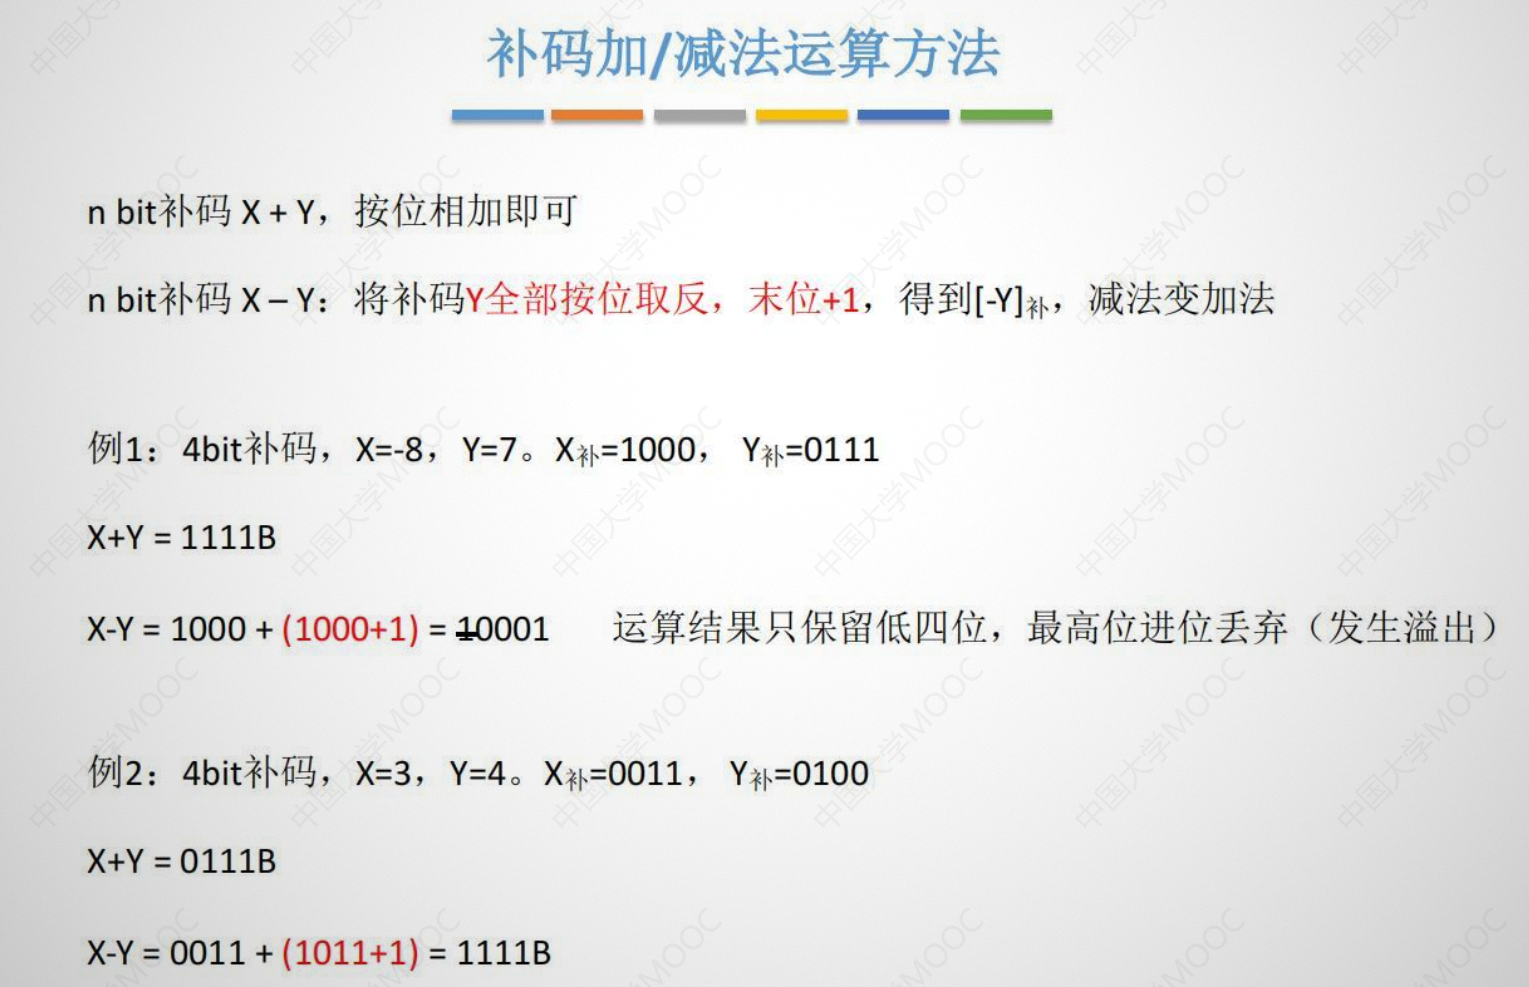 补码加/减法运算方法
n bit补码 X + Y，按位相加即可
n bit补码 X – Y：将补码Y全部按位取反，末位+1，得到[-Y]补，减法变加法
例1：4bit补码，X=-8，Y=7。X补=1000， Y补=0111
X+Y = 1111B
X-Y = 1000 + (1000+1) = 10001 运算结果只保留低四位，最高位进位丢弃（发生溢出）
例2：4bit补码，X=3，Y=4。X补=0011， Y补=0100
X+Y = 0111B
X-Y = 0011 + (1011+1) = 1111B
中国大学MOOC